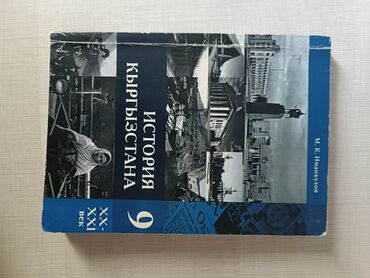 М. К. Иманкулов
ИСТОРИЯ
КЫРГЫЗСТАНА
9
XX-
XXI
век